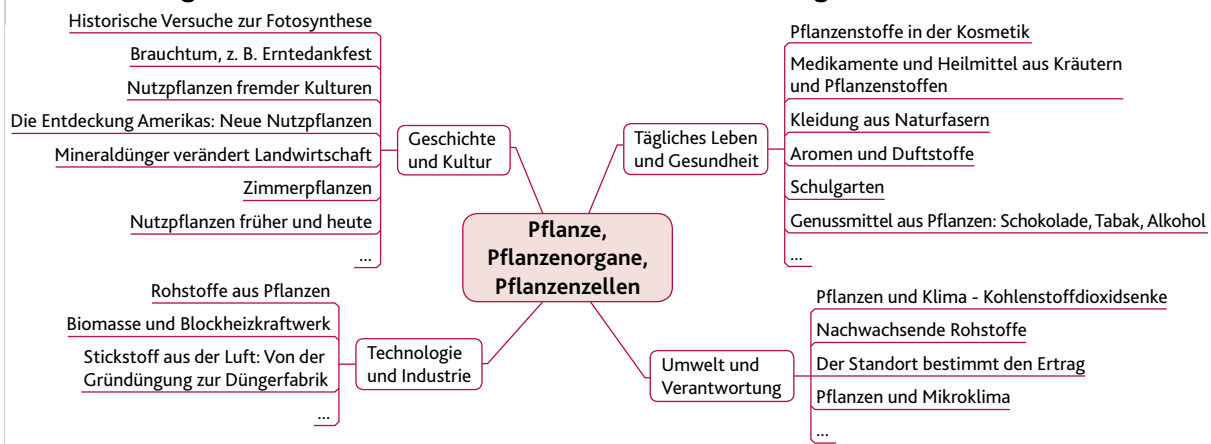 Historische Versuche zur Fotosynthese
Brauchtum, z. B. Erntedankfest
Nutzpflanzen fremder Kulturen
Die Entdeckung Amerikas: Neue Nutzpflanzen
Mineraldünger verändert Landwirtschaft
Zimmerpflanzen
Nutzpflanzen früher und heute
...
Geschichte
und Kultur
Pflanzenstoffe in der Kosmetik
Medikamente und Heilmittel aus Kräutern
und Pflanzenstoffen
Kleidung aus Naturfasern
Aromen und Duftstoffe
Schulgarten
Genussmittel aus Pflanzen: Schokolade, Tabak, Alkohol
...
Tägliches Leben
und Gesundheit
Pflanze,
Pflanzenorgane,
Pflanzenzellen
Rohstoffe aus Pflanzen
Biomasse und Blockheizkraftwerk
Stickstoff aus der Luft: Von der
Gründüngung zur Düngerfabrik
...
Technologie
und Industrie
Umwelt und
Verantwortung
Pflanzen und Klima - Kohlenstoffdioxidsenke
Nachwachsende Rohstoffe
Der Standort bestimmt den Ertrag
Pflanzen und Mikroklima
...